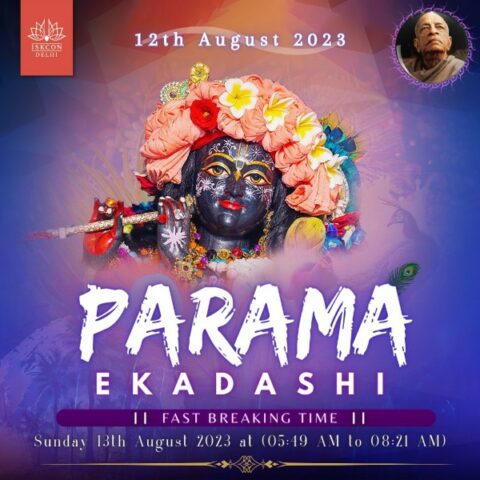 ISKCON
DELHI
12th August 2023
PARAMA
EKADASHI
|| FAST BREAKING TIME ||
Sunday 13th August 2023 at (05:49 AM to 08:21 AM)